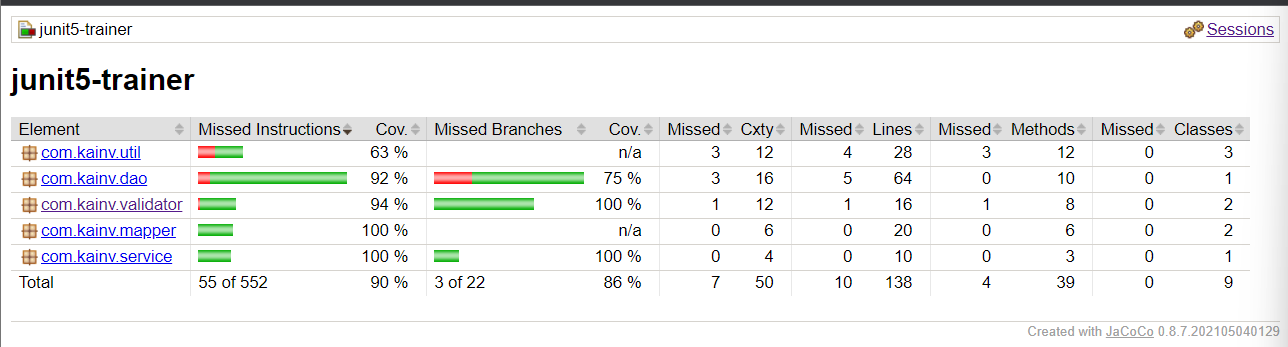 junit5-trainer Sessions
junit5-trainer
Element Missed Instructions Cov. Missed Branches Cov. Missed Cxty Missed Lines Missed Methods Missed Classes
com.kainv.util 63 % n/a 3 12 4 28 3 12 0 3
com.kainv.dao 92 % 75 % 3 16 5 64 0 10 0 1
com.kainv.validator 94 % 100 % 1 12 1 16 1 8 0 2
com.kainv.mapper 100 % n/a 0 6 0 20 0 6 0 2
com.kainv.service 100 % 100 % 0 4 0 10 0 3 0 1
Total 55 of 552 90 % 3 of 22 86 % 7 50 10 138 4 39 0 9
Created with JaCoCo 0.8.7.202105040129